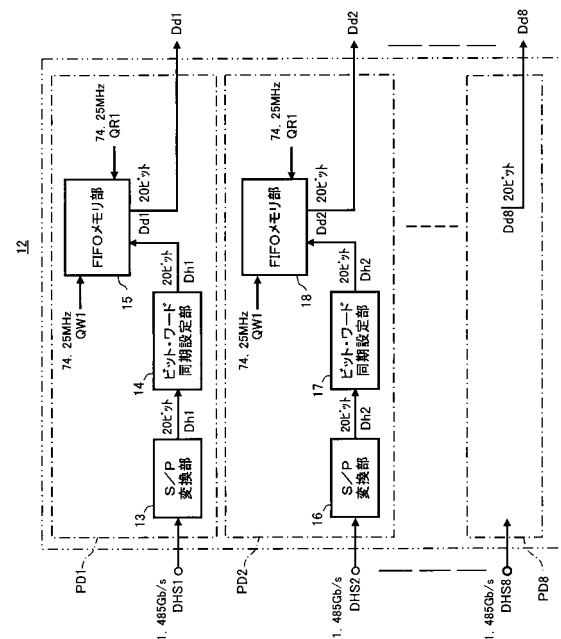 12
PD1
1. 485Gb/s
DHS1
13
S/P
変換部
20ビット
Dh1
14
ビット・ワード
同期設定部
20ビット
Dh1
74. 25MHz
QW1
15
FIFOメモリ部
74. 25MHz
QR1
Dd1
20ビット
Dd1
PD2
1. 485Gb/s
DHS2
16
S/P
変換部
20ビット
Dh2
17
ビット・ワード
同期設定部
20ビット
Dh2
74. 25MHz
QW1
18
FIFOメモリ部
74. 25MHz
QR1
Dd2
20ビット
Dd2
1. 485Gb/s
DHS8
PD8
Dd8
20ビット
Dd8